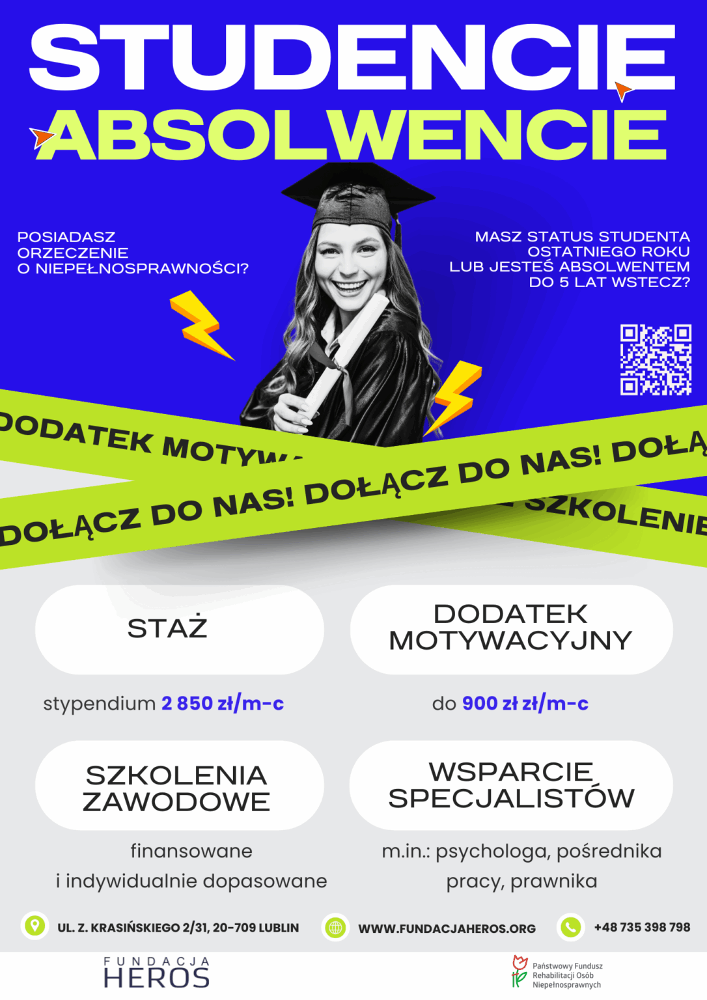 STUDENCIE
ABSOLWENCIE
POSIADASZ
ORZECZENIE
O NIEPEŁNOSPRAWNOŚCI?
MASZ STATUS STUDENTA
OSTATNIEGO ROKU
LUB JESTEŚ ABSOLWENTEM
DO 5 LAT WSTECZ?
DODATEK MOTYWA
DOŁĄCZ DO NAS! DOŁĄCZ DO NAS! DOŁĄ
SZKOLENIE
STAŻ
stypendium 2 850 zł/m-c
DODATEK
MOTYWACYJNY
do 900 zł zł/m-c
SZKOLENIA
ZAWODOWE
finansowane
i indywidualnie dopasowane
WSPARCIE
SPECJALISTÓW
m.in.: psychologa, pośrednika
pracy, prawnika
UL. Z. KRASIŃSKIEGO 2/31, 20-709 LUBLIN
WWW.FUNDACJAHEROS.ORG
+48 735 398 798
FUNDACJA
HEROS
Państwowy Fundusz
Rehabilitacji Osób
Niepełnosprawnych